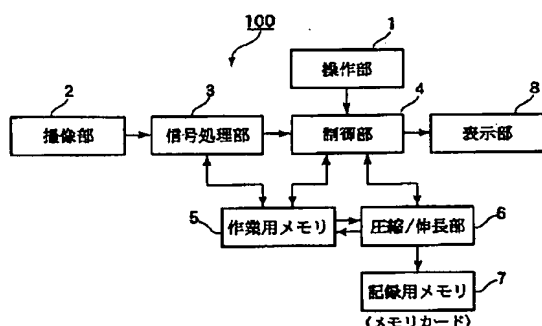 100
1
操作部
2
撮像部
3
信号処理部
4
制御部
8
表示部
5
作業用メモリ
6
圧縮/伸長部
7
記録用メモリ
(メモリカード)